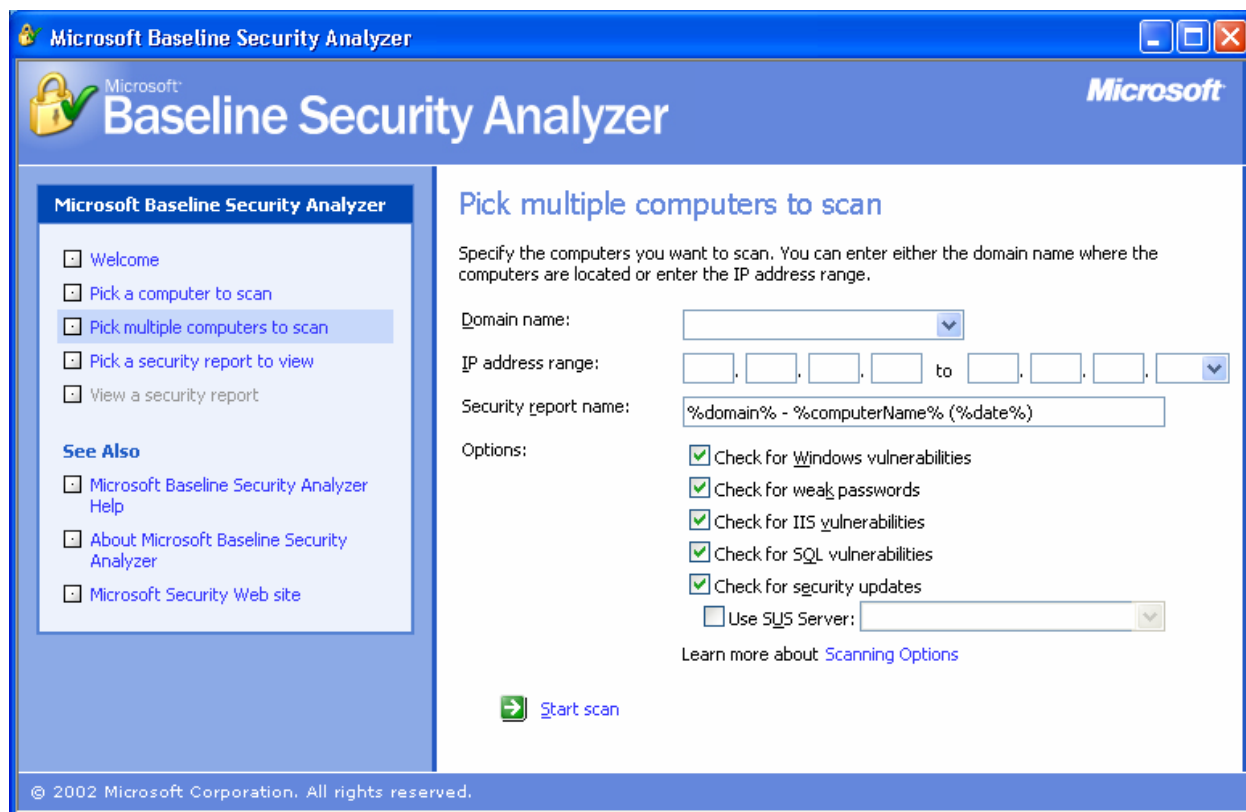 Microsoft Baseline Security Analyzer
Microsoft
Baseline Security Analyzer
Microsoft
Microsoft Baseline Security Analyzer
Welcome
Pick a computer to scan
Pick multiple computers to scan
Pick a security report to view
View a security report
See Also
Microsoft Baseline Security Analyzer
Help
About Microsoft Baseline Security
Analyzer
Microsoft Security Web site
Pick multiple computers to scan
Specify the computers you want to scan. You can enter either the domain name where the
computers are located or enter the IP address range.
Domain name:
IP address range: . . . to . . .
Security report name: %domain% - %computerName% (%date%)
Options:
Check for Windows vulnerabilities
Check for weak passwords
Check for IIS vulnerabilities
Check for SQL vulnerabilities
Check for security updates
Use SUS Server:
Learn more about Scanning Options
Start scan
© 2002 Microsoft Corporation. All rights reserved.